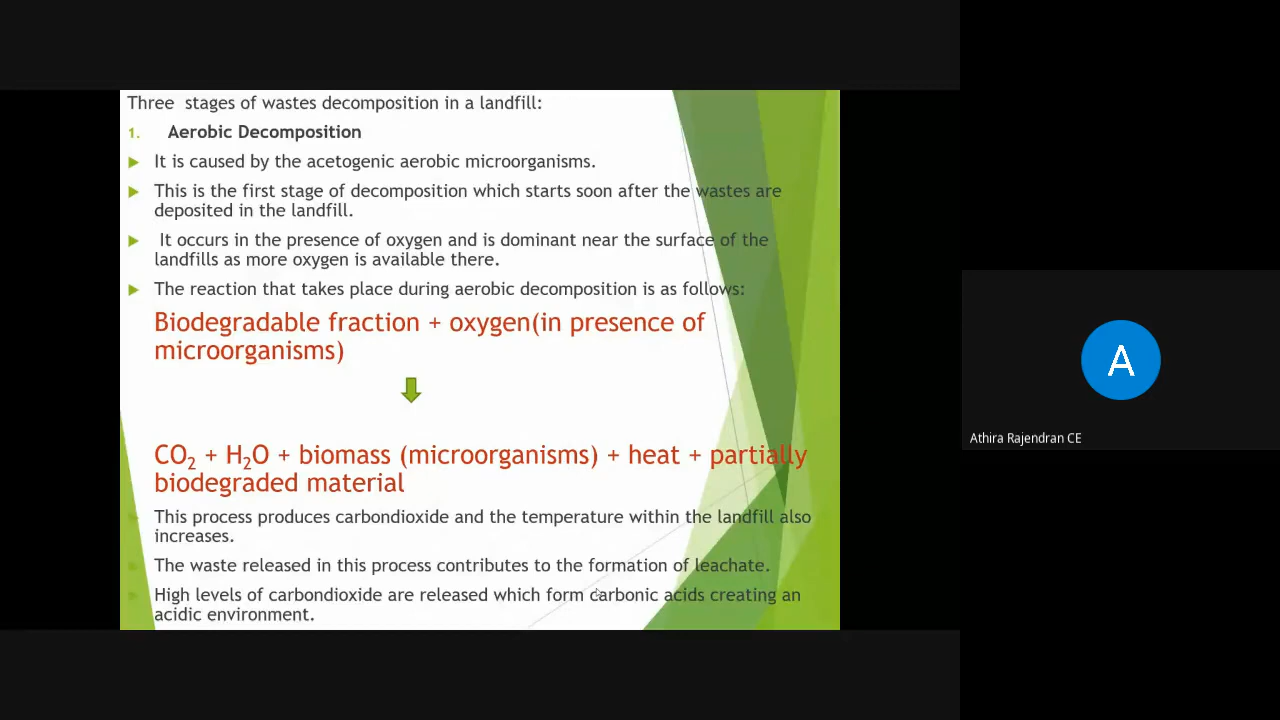 Three stages of wastes decomposition in a landfill:
1. Aerobic Decomposition
It is caused by the acetogenic aerobic microorganisms.
This is the first stage of decomposition which starts soon after the wastes are
deposited in the landfill.
It occurs in the presence of oxygen and is dominant near the surface of the
landfills as more oxygen is available there.
The reaction that takes place during aerobic decomposition is as follows:
Biodegradable fraction + oxygen(in presence of
microorganisms)
CO₂ + H₂O + biomass (microorganisms) + heat + partially
biodegraded material
This process produces carbondioxide and the temperature within the landfill also
increases.
The waste released in this process contributes to the formation of leachate.
High levels of carbondioxide are released which form carbonic acids creating an
acidic environment.
A
Athira Rajendran CE